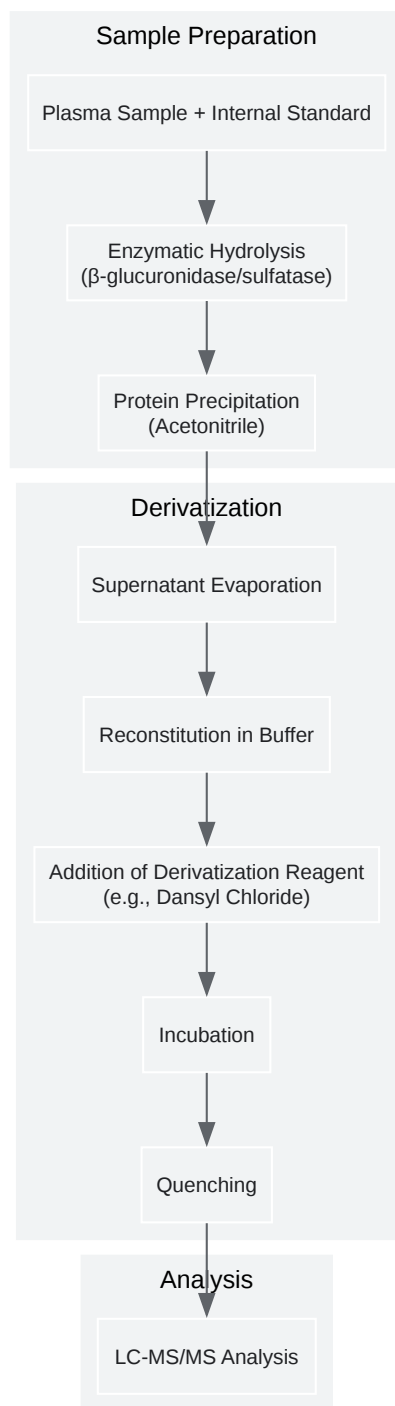 Sample Preparation
Plasma Sample + Internal Standard
Enzymatic Hydrolysis
(β-glucuronidase/sulfatase)
Protein Precipitation
(Acetonitrile)
Derivatization
Supernatant Evaporation
Reconstitution in Buffer
Addition of Derivatization Reagent
(e.g., Dansyl Chloride)
Incubation
Quenching
Analysis
LC-MS/MS Analysis